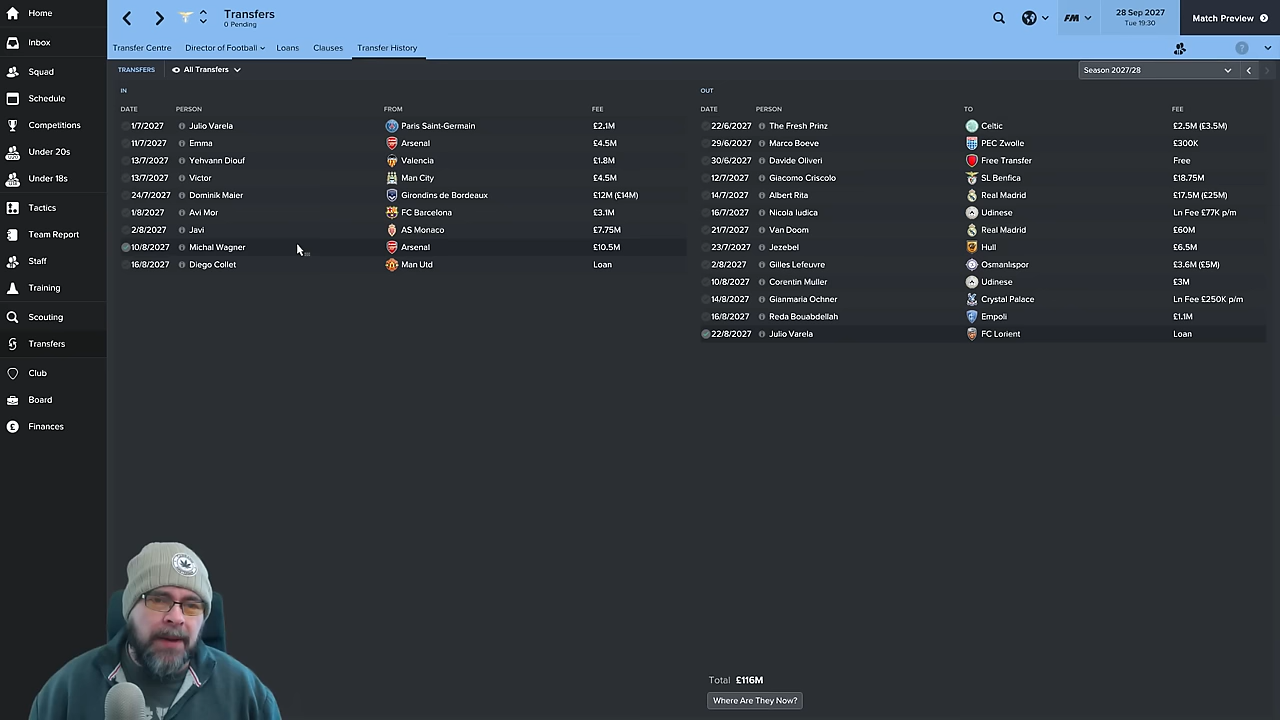 Home
Inbox
Squad
Schedule
Competitions
Under 20s
Under 18s
Tactics
Team Report
Staff
Training
Scouting
Transfers
Club
Board
Finances
Transfers
0 Pending
FM
28 Sep 2027
Tue 19:30
Match Preview
Transfer Centre Director of Football Loans Clauses Transfer History
TRANSFERS All Transfers Season 2027/28
IN
DATE PERSON FROM FEE
1/7/2027 Julio Varela Paris Saint-Germain £2.1M
11/7/2027 Emma Arsenal £4.5M
13/7/2027 Yehvann Diouf Valencia £1.8M
13/7/2027 Victor Man City £4.5M
24/7/2027 Dominik Maier Girondins de Bordeaux £12M (£14M)
1/8/2027 Avi Mor FC Barcelona £3.1M
2/8/2027 Javi AS Monaco £7.75M
10/8/2027 Michal Wagner Arsenal £10.5M
16/8/2027 Diego Collet Man Utd Loan
OUT
DATE PERSON TO FEE
22/6/2027 The Fresh Prinz Celtic £2.5M (£3.5M)
29/6/2027 Marco Boeve PEC Zwolle £300K
30/6/2027 Davide Oliveri Free Transfer Free
12/7/2027 Giacomo Criscolo SL Benfica £18.75M
14/7/2027 Albert Rita Real Madrid £17.5M (£25M)
16/7/2027 Nicola Iudica Udinese Ln Fee £77K p/m
21/7/2027 Van Doom Real Madrid £60M
23/7/2027 Jezebel Hull £6.5M
2/8/2027 Gilles Lefeuvre Osmanlıspor £3.6M (£5M)
10/8/2027 Corentin Muller Udinese £3M
14/8/2027 Gianmaria Ochner Crystal Palace Ln Fee £250K p/m
16/8/2027 Reda Bouabdellah Empoli £1.1M
22/8/2027 Julio Varela FC Lorient Loan
Total £116M
Where Are They Now?